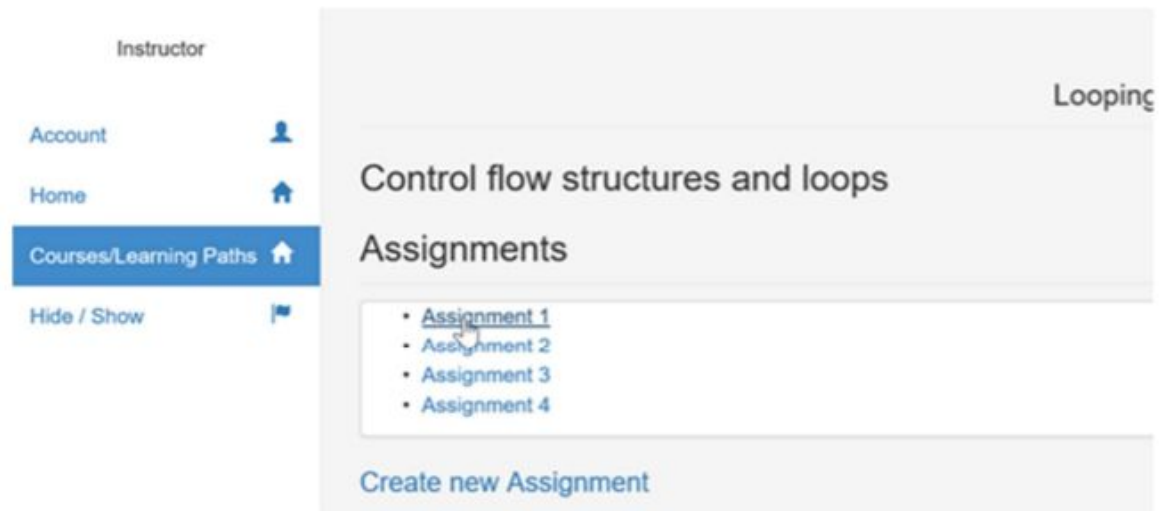 Instructor
Account
Home
Courses/Learning Paths
Hide / Show
Looping
Control flow structures and loops
Assignments
Assignment 1
Assignment 2
Assignment 3
Assignment 4
Create new Assignment